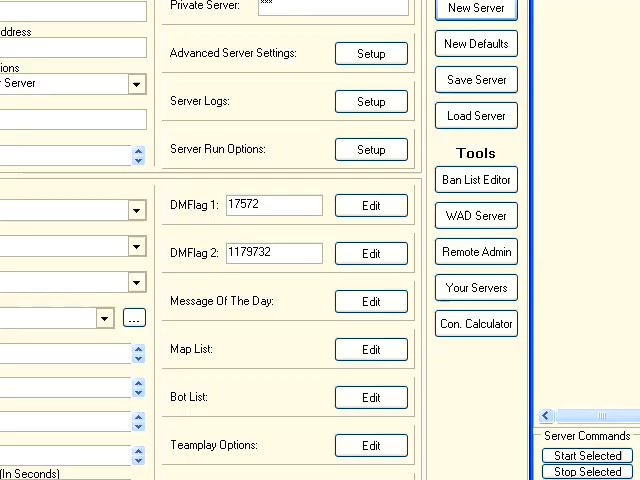 Private Server:
***
New Server
ddress
New Defaults
Advanced Server Settings:
Setup
ions
Server
Save Server
Server Logs:
Setup
Load Server
Server Run Options:
Setup
Tools
Ban List Editor
DMFlag 1:
17572
Edit
WAD Server
DMFlag 2:
1179732
Edit
Remote Admin
Your Servers
Message Of The Day:
Edit
...
Con. Calculator
Map List:
Edit
Bot List:
Edit
Server Commands
Teamplay Options:
Edit
Start Selected
Stop Selected
(In Seconds)